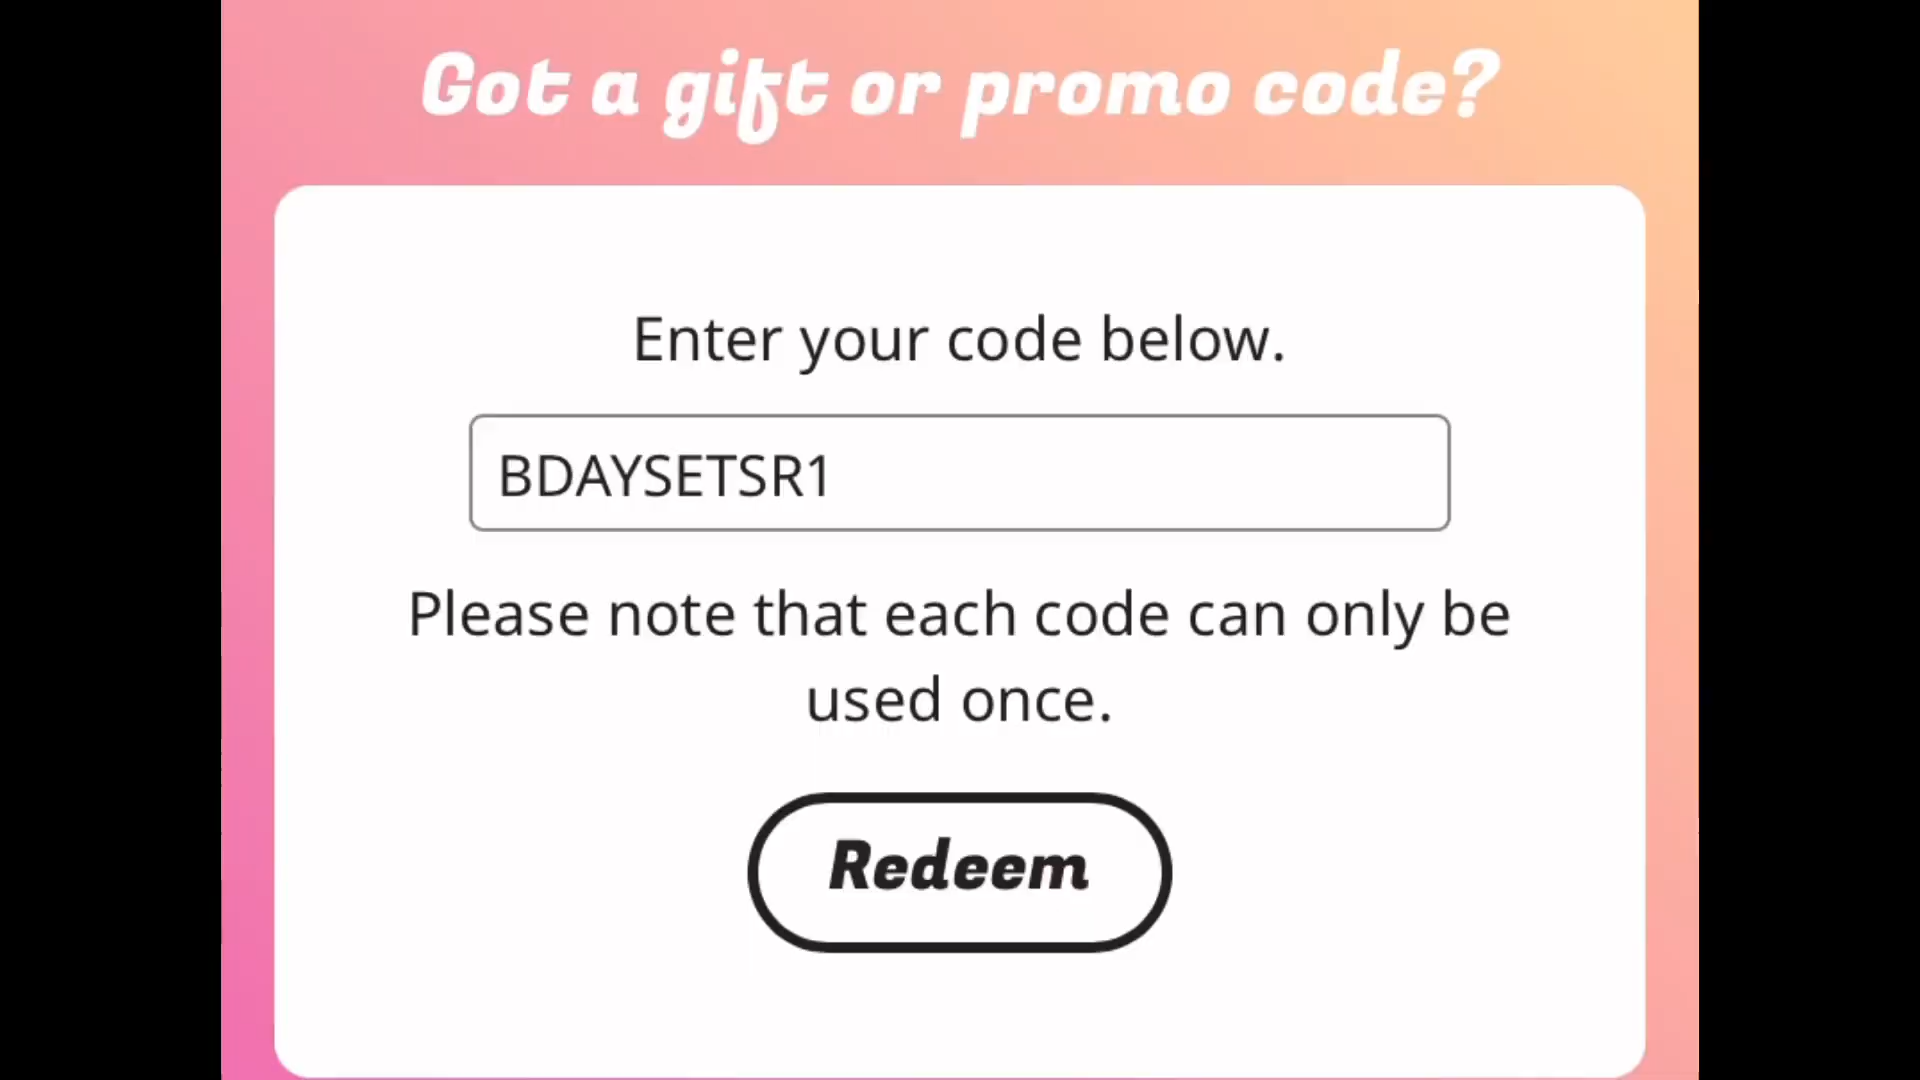 Got a gift or promo code?
Enter your code below.
BDAYSETSR1
Please note that each code can only be
used once.
Redeem